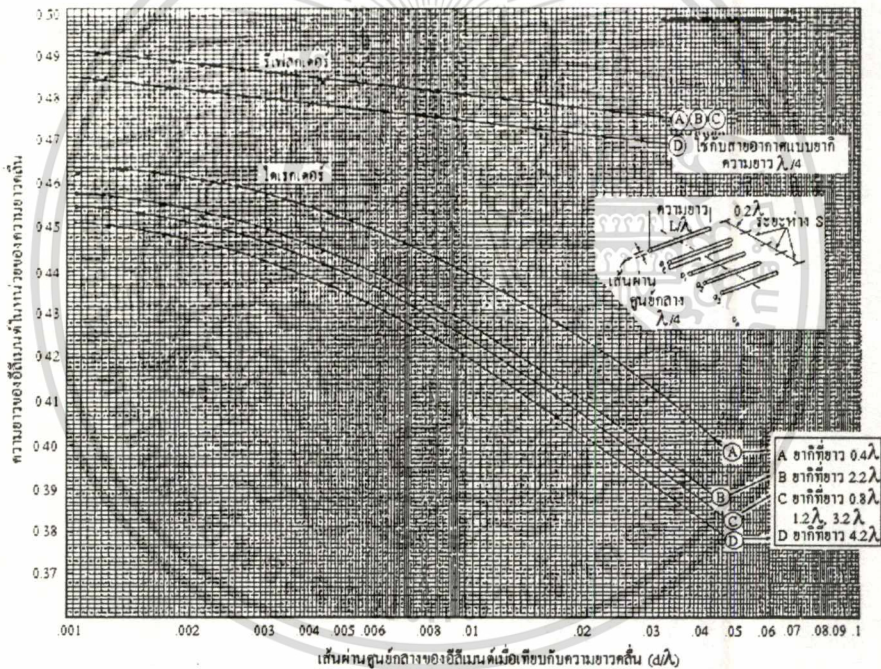 0.50
0.49
0.48
0.47
0.46
0.45
0.44
0.43
0.42
0.41
0.40
0.39
0.38
0.37
ความยาวของอีลีเมนต์ในหน่วยของความยาวคลื่น
รีเฟลกเตอร์
A B C
D ใช้กับสายอากาศแบบยากิ
ความยาว λ/4
ไดเรกเตอร์
ความยาว
L/λ
0.2λ
ระยะห่าง S
เส้นผ่าน
ศูนย์กลาง
λ/4
A
B
C
D
A ยากิที่ยาว 0.4λ
B ยากิที่ยาว 2.2λ
C ยากิที่ยาว 0.8λ
1.2λ, 3.2λ
D ยากิที่ยาว 4.2λ
.001 .002 .003 .004 .005 .006 .008 .01 .02 .03 .04 .05 .06 .07 .08 .09 .1
เส้นผ่านศูนย์กลางของอีลีเมนต์เมื่อเทียบกับความยาวคลื่น (d/λ)